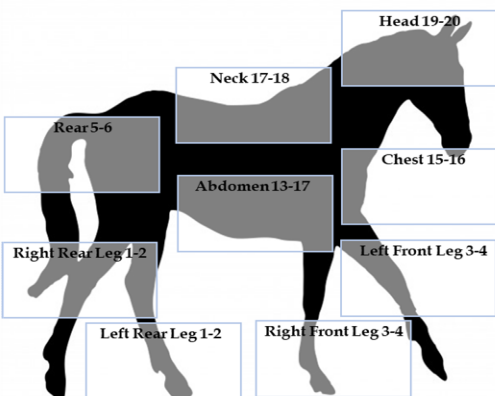 Head 19-20
Neck 17-18
Rear 5-6
Chest 15-16
Abdomen 13-17
Right Rear Leg 1-2
Left Front Leg 3-4
Left Rear Leg 1-2
Right Front Leg 3-4